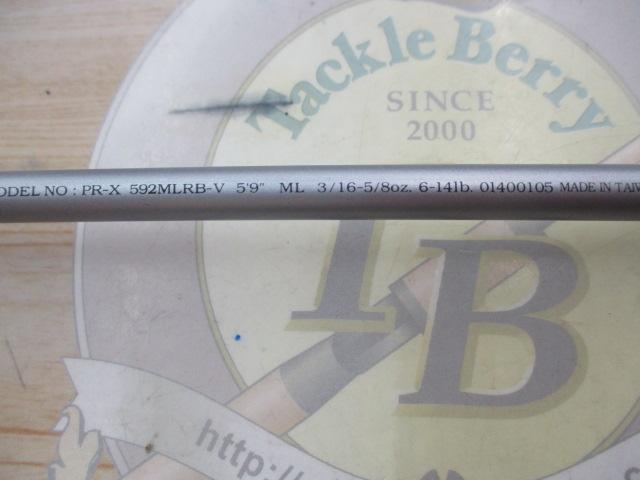 Tackle Berry
SINCE
2000
ODEL NO : PR-X 592MLRB-V 5'9" ML 3/16-5/8oz. 6-14lb. 01400105 MADE IN TAIW
TB
http://